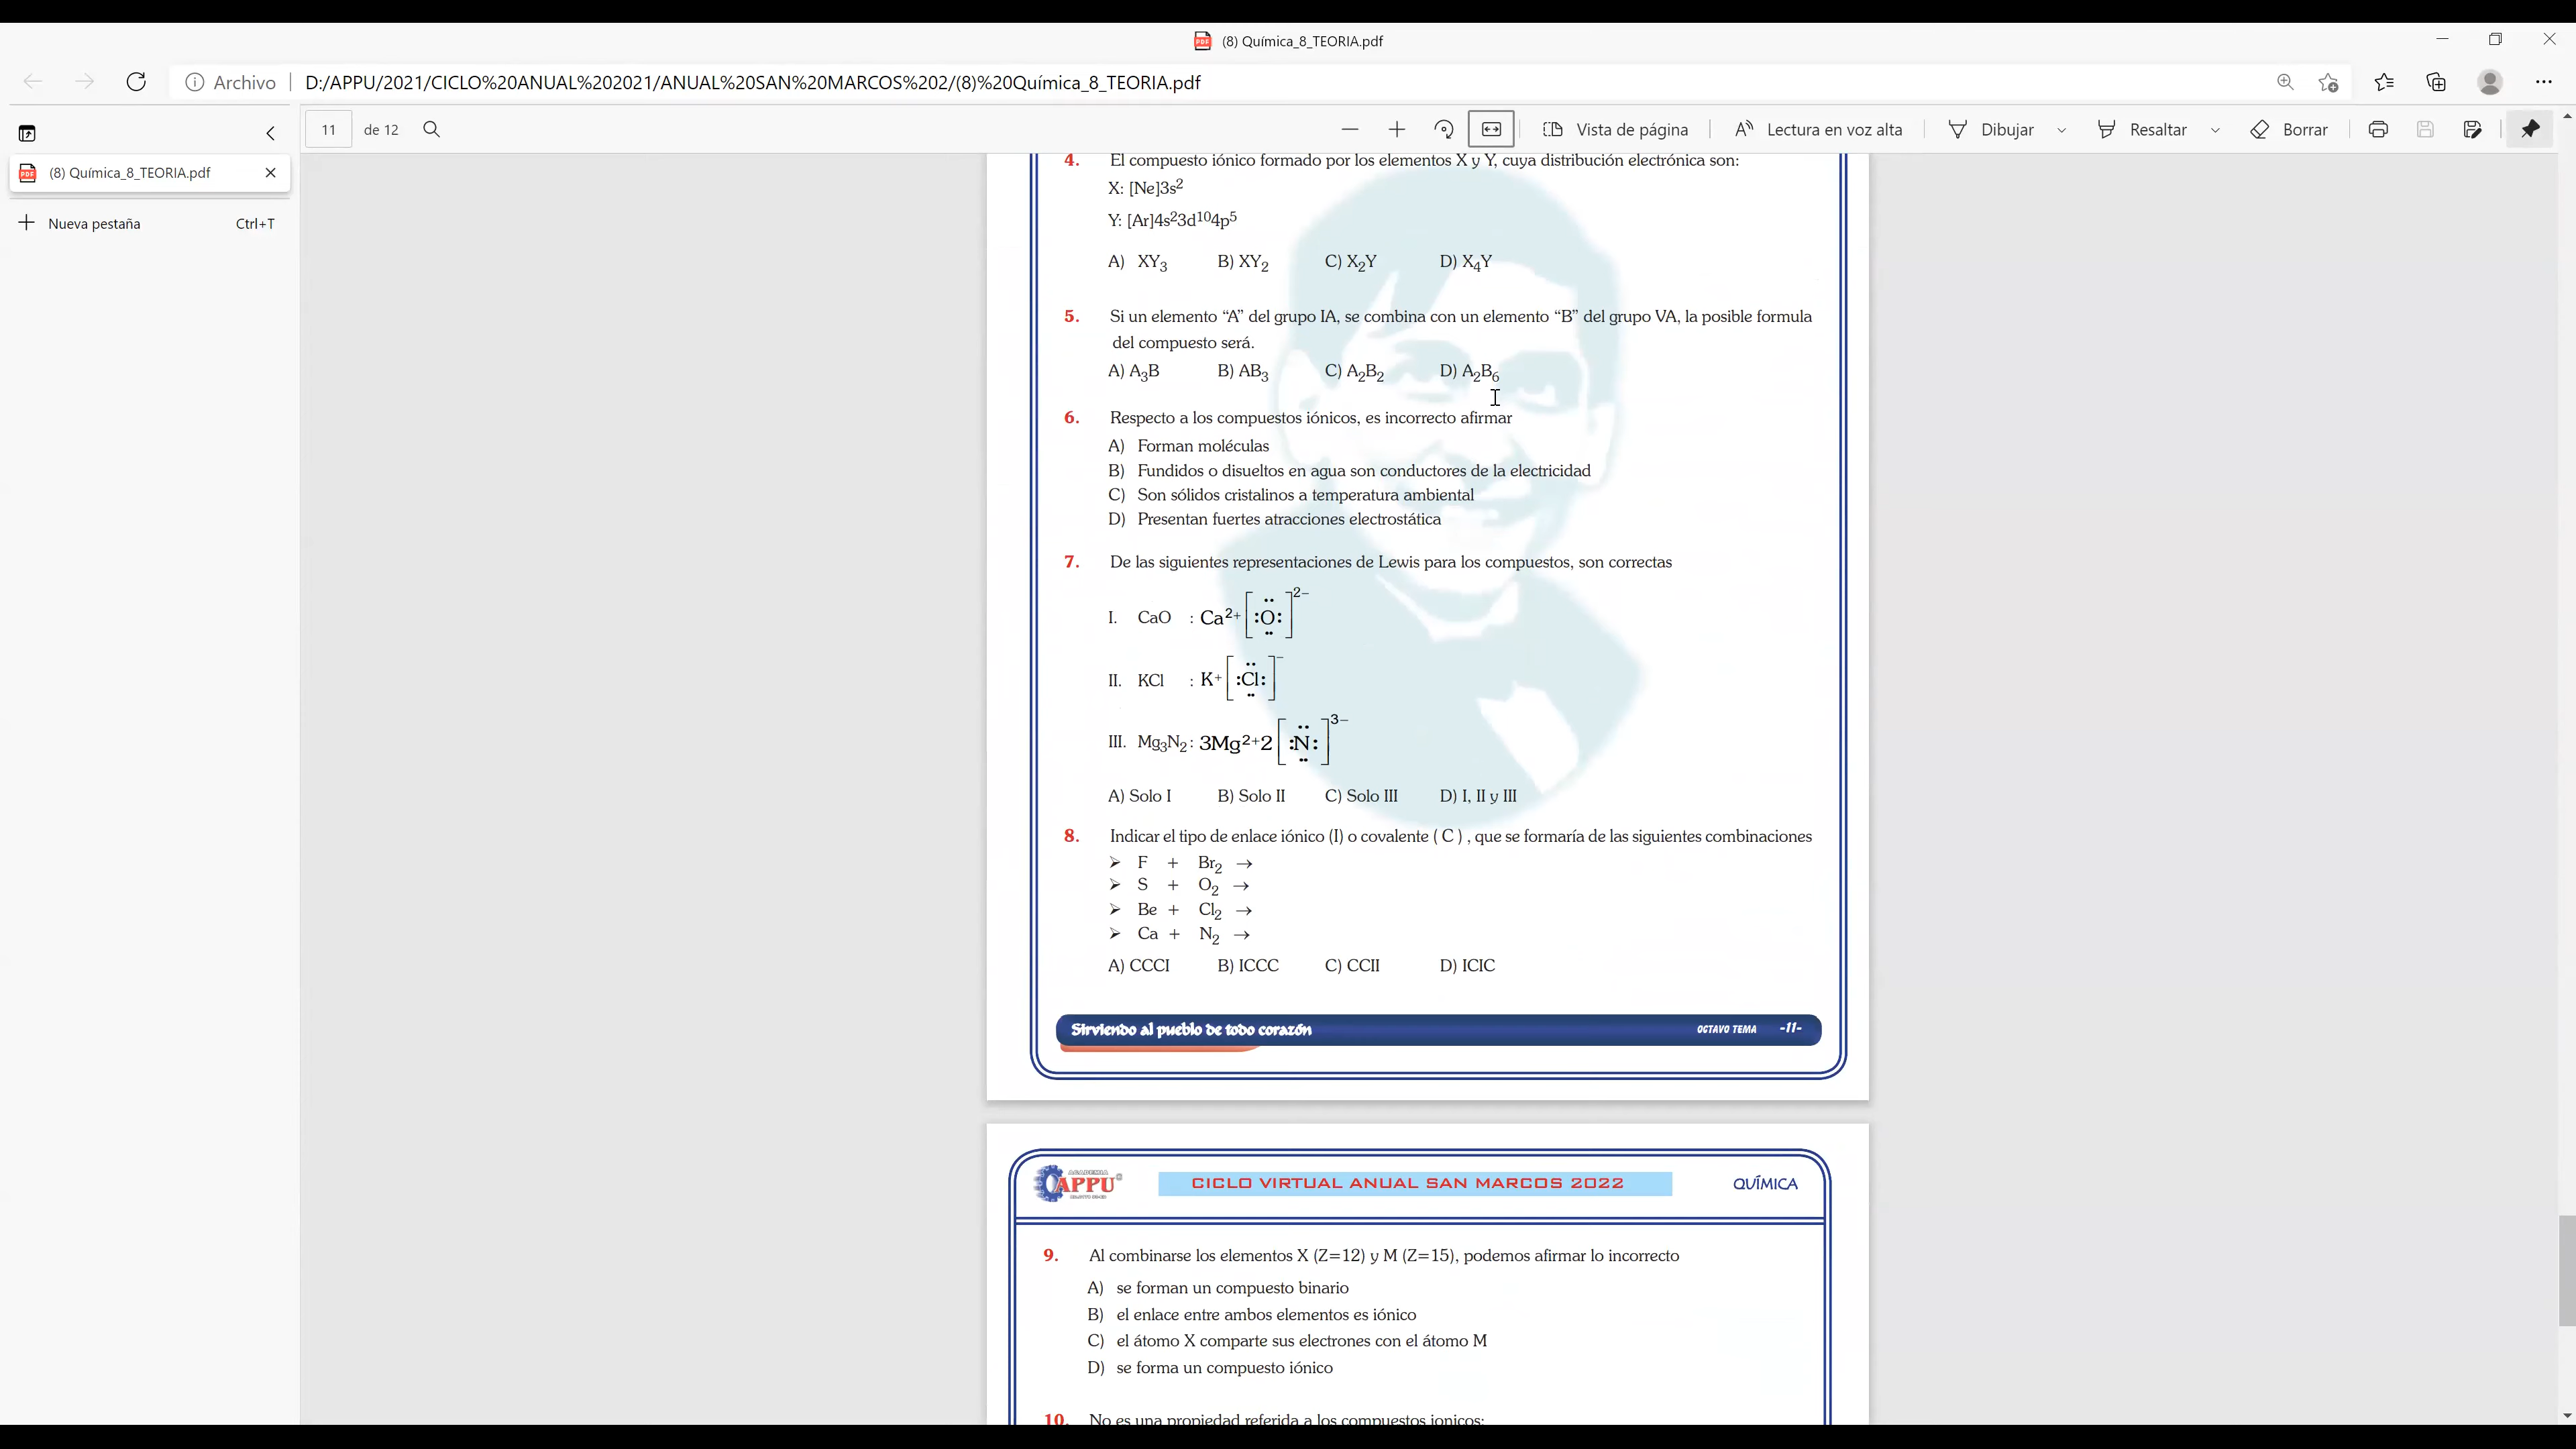 (8) Química_8_TEORIA.pdf
Archivo
D:/APPU/2021/CICLO%20ANUAL%202021/ANUAL%20SAN%20MARCOS%202/(8)%20Química_8_TEORIA.pdf
11 de 12
Vista de página
Lectura en voz alta
Dibujar
Resaltar
Borrar
(8) Química_8_TEORIA.pdf
Nueva pestaña Ctrl+T
4. El compuesto iónico formado por los elementos X y Y, cuya distribución electrónica son:
X: [Ne]3s²
Y: [Ar]4s²3d¹⁰4p⁵
A) XY₃ B) XY₂ C) X₂Y D) X₄Y
5. Si un elemento “A” del grupo IA, se combina con un elemento “B” del grupo VA, la posible formula
del compuesto será.
A) A₃B B) AB₃ C) A₂B₂ D) A₂B₆
6. Respecto a los compuestos iónicos, es incorrecto afirmar
A) Forman moléculas
B) Fundidos o disueltos en agua son conductores de la electricidad
C) Son sólidos cristalinos a temperatura ambiental
D) Presentan fuertes atracciones electrostática
7. De las siguientes representaciones de Lewis para los compuestos, son correctas
I. CaO : Ca²⁺[:O:]²⁻
II. KCl : K⁺[:Cl:]⁻
III. Mg₃N₂: 3Mg²⁺2[:N:]³⁻
A) Solo I B) Solo II C) Solo III D) I, II y III
8. Indicar el tipo de enlace iónico (I) o covalente ( C ) , que se formaría de las siguientes combinaciones
➢ F + Br₂ →
➢ S + O₂ →
➢ Be + Cl₂ →
➢ Ca + N₂ →
A) CCCI B) ICCC C) CCII D) ICIC
Sirviendo al pueblo de todo corazón OCTAVO TEMA -11-
ACADEMIA
APPU
CICLO VIRTUAL ANUAL SAN MARCOS 2022
QUÍMICA
9. Al combinarse los elementos X (Z=12) y M (Z=15), podemos afirmar lo incorrecto
A) se forman un compuesto binario
B) el enlace entre ambos elementos es iónico
C) el átomo X comparte sus electrones con el átomo M
D) se forma un compuesto iónico
10. No es una propiedad referida a los compuestos ionicos: